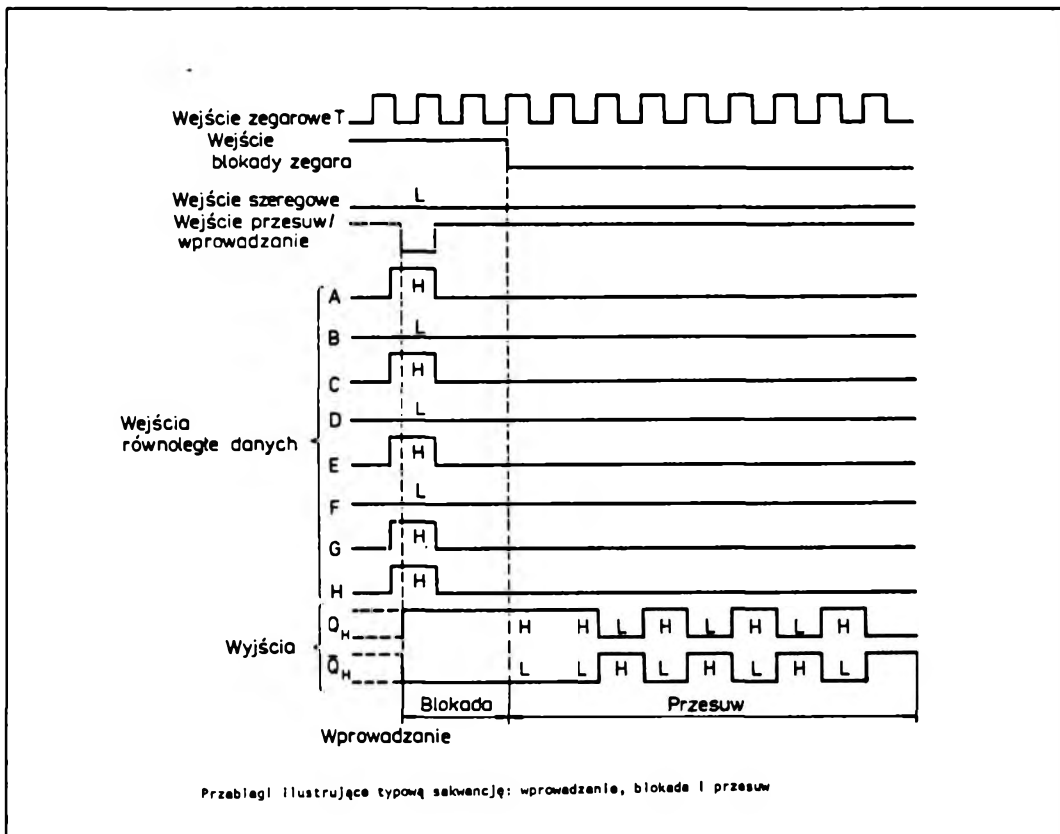 Wejście zegarowe T
Wejście
blokady zegara
Wejście szeregowe L
Wejście przesuw/
wprowadzanie
A H
B L
C H
D L
Wejścia
równoległe danych
E H
F L
G H
H H
Wyjścia
Q_H H H L H L H L H
Q̅_H L L H L H L H L
Blokada Przesuw
Wprowadzanie
Przebiegi ilustrujące typową sekwencję: wprowadzanie, blokada i przesuw